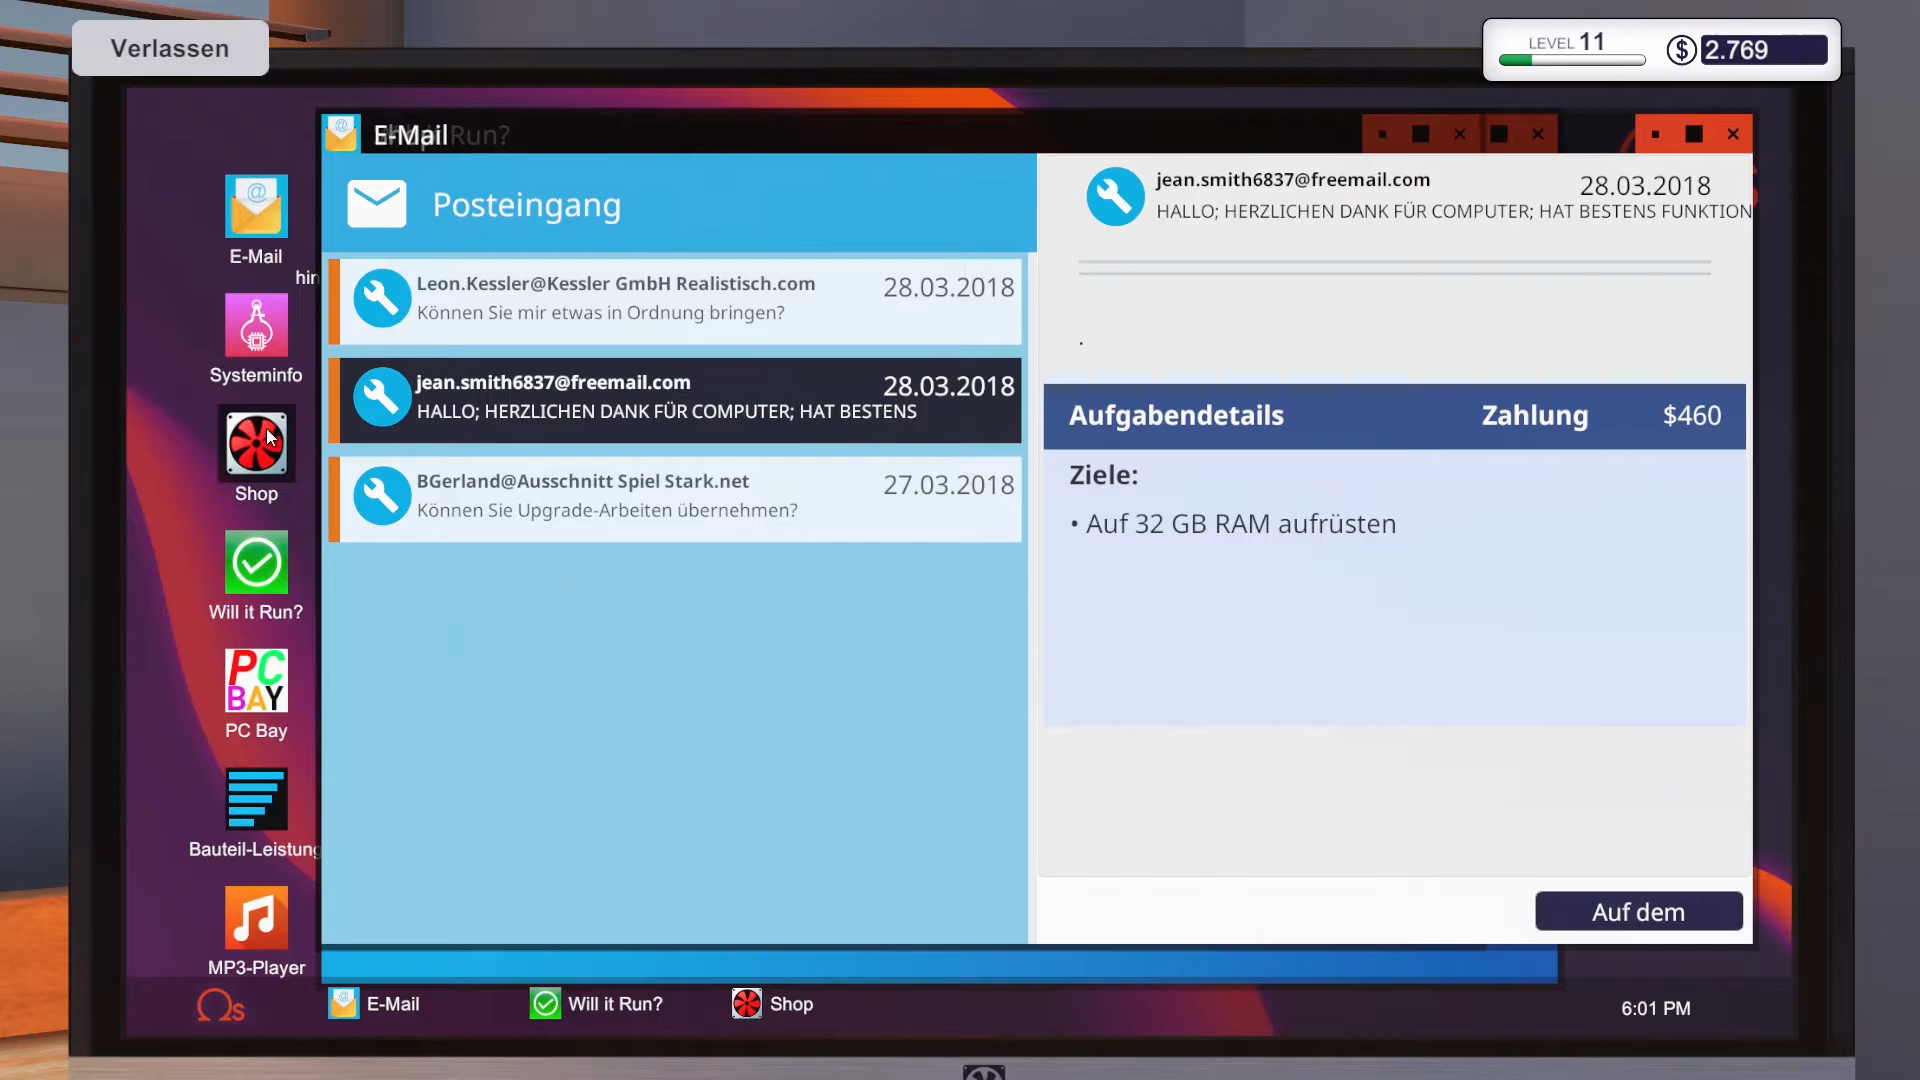 Verlassen
LEVEL 11
$ 2.769
E-Mail
Run?
Posteingang
jean.smith6837@freemail.com
28.03.2018
HALLO; HERZLICHEN DANK FÜR COMPUTER; HAT BESTENS FUNKTION
Leon.Kessler@Kessler GmbH Realistisch.com
28.03.2018
Können Sie mir etwas in Ordnung bringen?
jean.smith6837@freemail.com
28.03.2018
HALLO; HERZLICHEN DANK FÜR COMPUTER; HAT BESTENS
BGerland@Ausschnitt Spiel Stark.net
27.03.2018
Können Sie Upgrade-Arbeiten übernehmen?
.
Aufgabendetails
Zahlung
$460
Ziele:
• Auf 32 GB RAM aufrüsten
Auf dem
E-Mail
hin
Systeminfo
Shop
Will it Run?
PC
BAY
PC Bay
Bauteil-Leistung
MP3-Player
Ωs
E-Mail
Will it Run?
Shop
6:01 PM